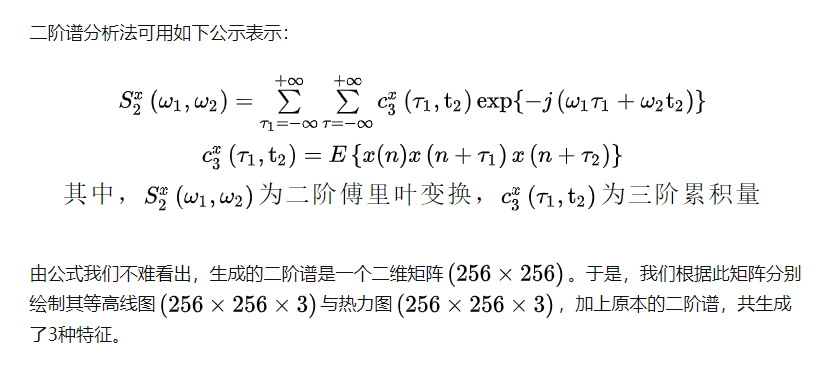 二阶谱分析法可用如下公示表示：
$$S_2^x(\omega_1,\omega_2)=\sum_{\tau_1=-\infty}^{+\infty}\sum_{\tau=-\infty}^{+\infty}c_3^x(\tau_1,\mathrm{t}_2)\exp\{-j(\omega_1\tau_1+\omega_2\mathrm{t}_2)\}$$
$$c_3^x(\tau_1,\mathrm{t}_2)=E\{x(n)x(n+\tau_1)x(n+\tau_2)\}$$
其中，$S_2^x(\omega_1,\omega_2)$为二阶傅里叶变换，$c_3^x(\tau_1,\mathrm{t}_2)$为三阶累积量
由公式我们不难看出，生成的二阶谱是一个二维矩阵$(256\times256)$。于是，我们根据此矩阵分别
绘制其等高线图$(256\times256\times3)$与热力图$(256\times256\times3)$，加上原本的二阶谱，共生成
了3种特征。